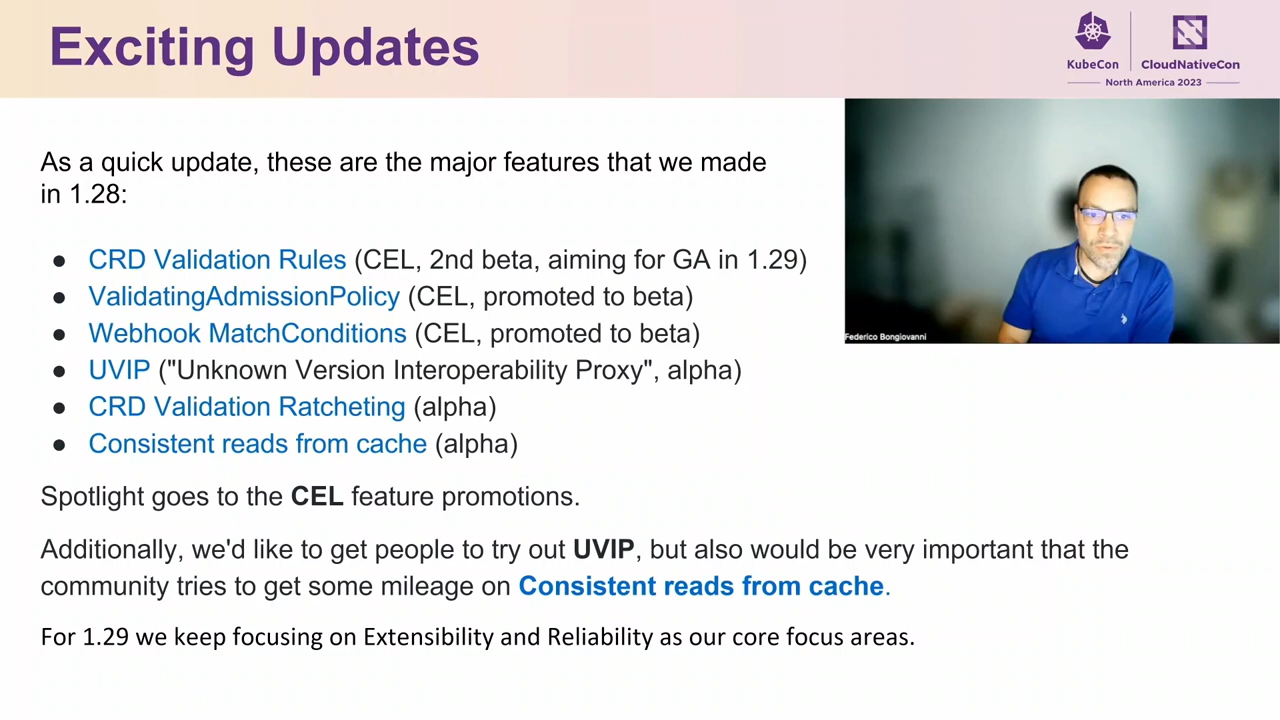 Exciting Updates
KubeCon
CloudNativeCon
North America 2023
As a quick update, these are the major features that we made
in 1.28:
● CRD Validation Rules (CEL, 2nd beta, aiming for GA in 1.29)
● ValidatingAdmissionPolicy (CEL, promoted to beta)
● Webhook MatchConditions (CEL, promoted to beta)
● UVIP ("Unknown Version Interoperability Proxy", alpha)
● CRD Validation Ratcheting (alpha)
● Consistent reads from cache (alpha)
Federico Bongiovanni
Spotlight goes to the CEL feature promotions.
Additionally, we'd like to get people to try out UVIP, but also would be very important that the
community tries to get some mileage on Consistent reads from cache.
For 1.29 we keep focusing on Extensibility and Reliability as our core focus areas.